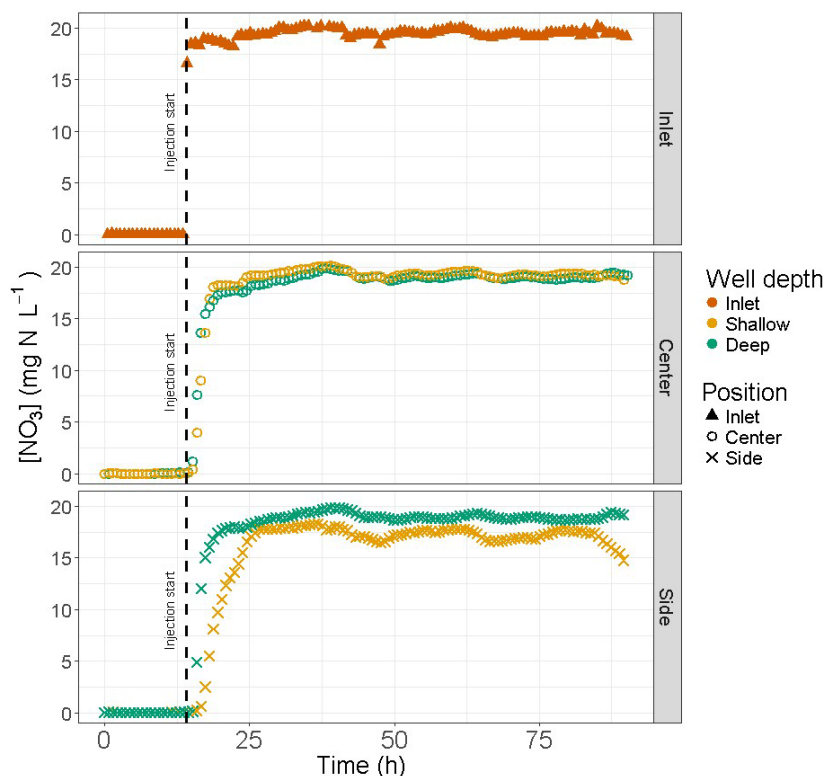 20
15
10
5
0
Injection start
Inlet
20
15
10
5
0
Injection start
Center
20
15
10
5
0
Injection start
Side
[NO₃] (mg N L⁻¹)
0 25 50 75
Time (h)
Well depth
Inlet
Shallow
Deep
Position
Inlet
Center
Side